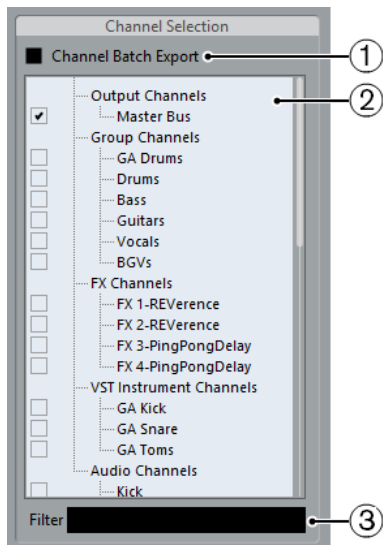 Channel Selection
Channel Batch Export
1
2
Output Channels
Master Bus
Group Channels
GA Drums
Drums
Bass
Guitars
Vocals
BGVs
FX Channels
FX 1-REVerence
FX 2-REVerence
FX 3-PingPongDelay
FX 4-PingPongDelay
VST Instrument Channels
GA Kick
GA Snare
GA Toms
Audio Channels
Kick
Filter
3